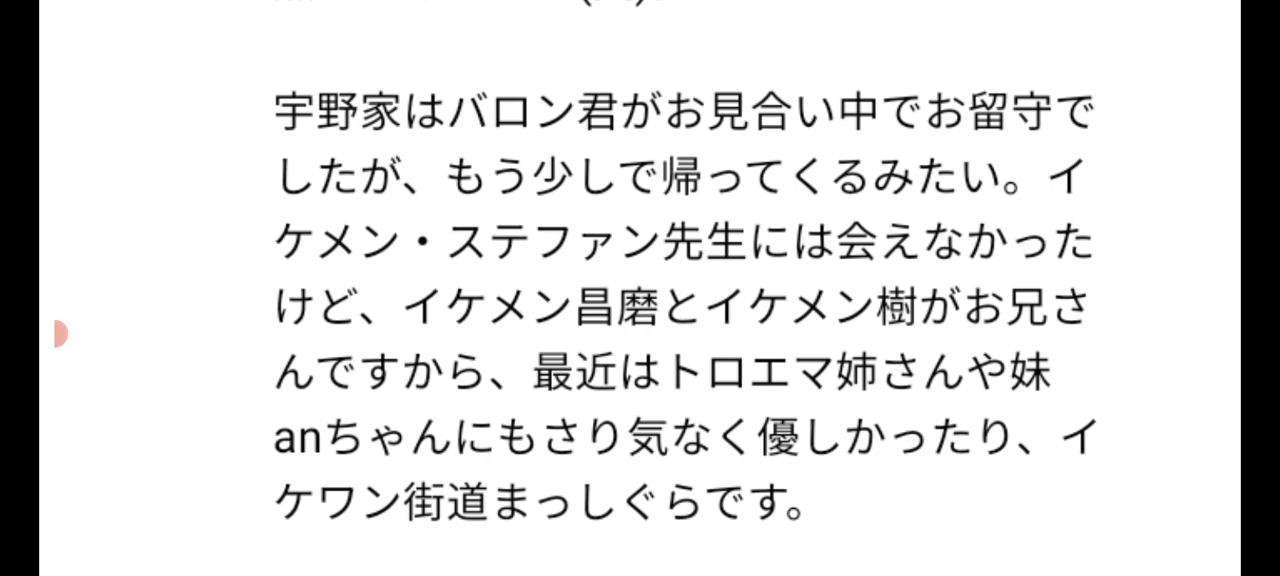 宇野家はバロン君がお見合い中でお留守で
したが、もう少しで帰ってくるみたい。イ
ケメン・ステファン先生には会えなかった
けど、イケメン昌磨とイケメン樹がお兄さ
んですから、最近はトロエマ姉さんや妹
anちゃんにもさり気なく優しかったり、イ
ケワン街道まっしぐらです。